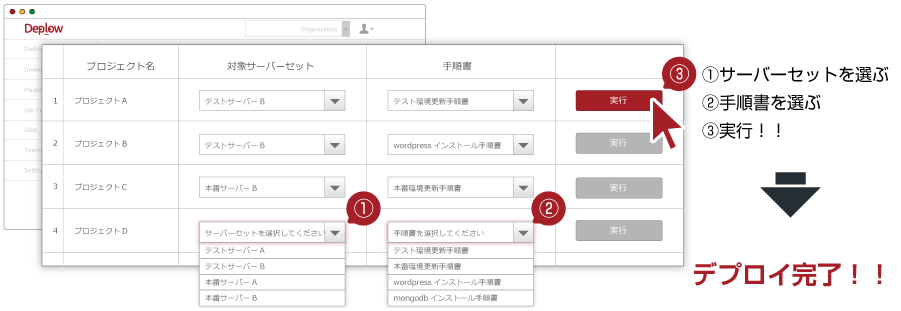 Deplow
Organization
Dashb
Inven
Playb
Job Te
Jobs
Teams
Settin
プロジェクト名 対象サーバーセット 手順書
1 プロジェクトA テストサーバーB テスト環境更新手順書 実行
2 プロジェクトB テストサーバーB wordpress インストール手順書 実行
3 プロジェクトC 本番サーバーB 本番環境更新手順書 実行
4 プロジェクトD サーバーセットを選択してください 手順書を選択してください 実行
テストサーバーA テスト環境更新手順書
テストサーバーB 本番環境更新手順書
本番サーバーA wordpress インストール手順書
本番サーバーB mongodb インストール手順書
①
②
③
①サーバーセットを選ぶ
②手順書を選ぶ
③実行！！
デプロイ完了！！